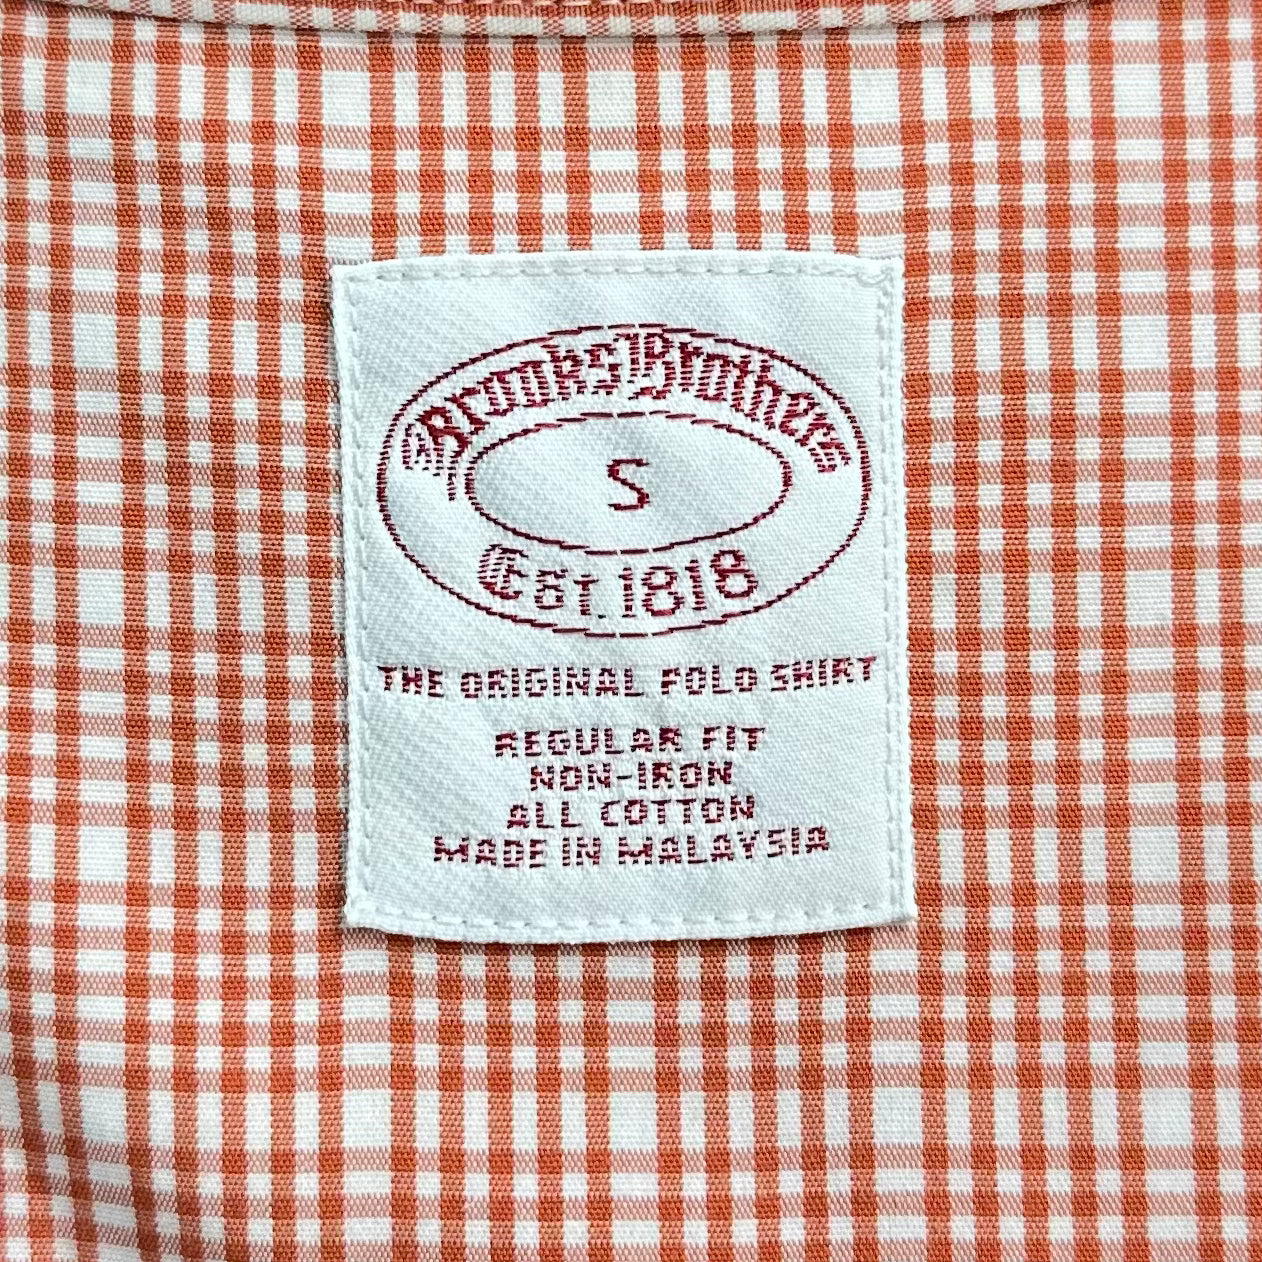 Brooks Brothers
S
Est. 1818
THE ORIGINAL POLO SHIRT
REGULAR FIT
NON-IRON
ALL COTTON
MADE IN MALAYSIA